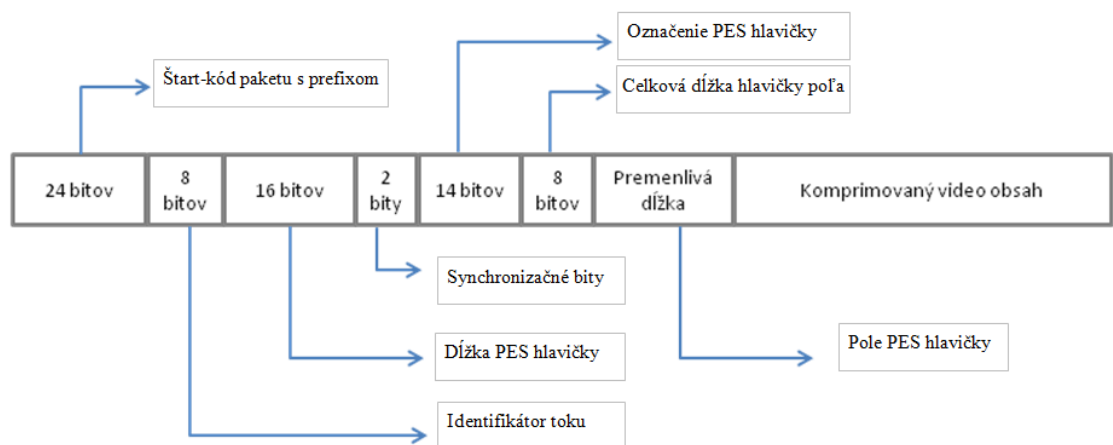 Označenie PES hlavičky
Štart-kód paketu s prefixom
Celková dĺžka hlavičky poľa
24 bitov
8
bitov
16 bitov
2
bity
14 bitov
8
bitov
Premenlivá
dĺžka
Komprimovaný video obsah
Synchronizačné bity
Dĺžka PES hlavičky
Pole PES hlavičky
Identifikátor toku